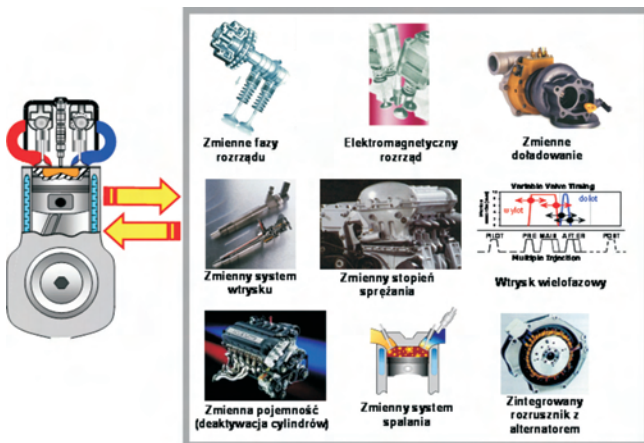 Zmienne fazy
rozrządu
Elektromagnetyczny
rozrząd
Zmienne
doładowanie
Zmienny system
wtrysku
Zmienny stopień
sprężania
Variable Valve Timing
wylot
dolot
PILOT
PRE MAIN AFTER
POST
Multiple Injection
Wtrysk wielofazowy
Zmienna pojemność
(deaktywacja cylindrów)
Zmienny system
spalania
Zintegrowany
rozrusznik z
alternatorem